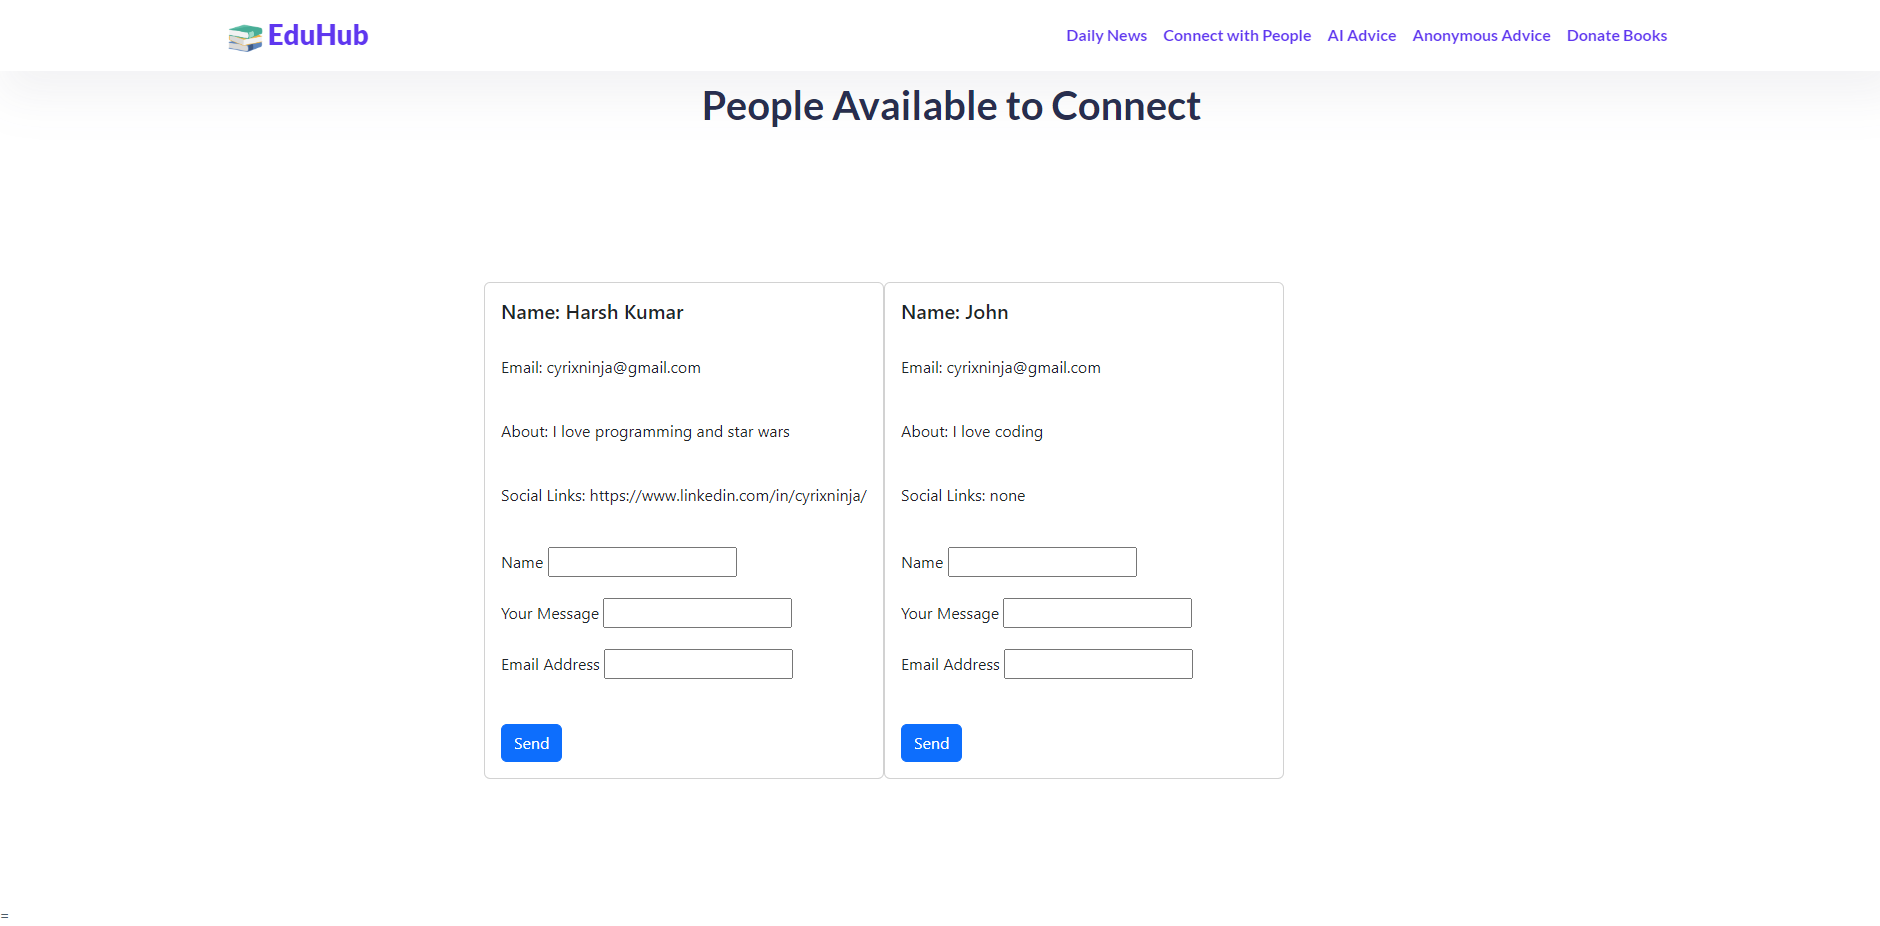 EduHub
Daily News Connect with People AI Advice Anonymous Advice Donate Books
People Available to Connect
Name: Harsh Kumar
Email: cyrixninja@gmail.com
About: I love programming and star wars
Social Links: https://www.linkedin.com/in/cyrixninja/
Name
Your Message
Email Address
Send
Name: John
Email: cyrixninja@gmail.com
About: I love coding
Social Links: none
Name
Your Message
Email Address
Send
=